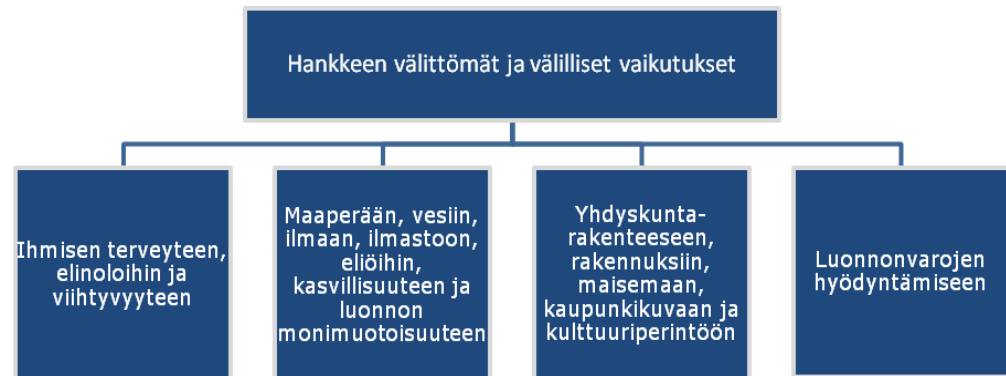 Hankkeen välittömät ja välilliset vaikutukset
Ihmisen terveyteen,
elinoloihin ja
viihtyvyyteen
Maaperään, vesiin,
ilmaan, ilmastoon,
eliöihin,
kasvillisuuteen ja
luonnon
monimuotoisuuteen
Yhdyskunta-
rakenteeseen,
rakennuksiin,
maisemaan,
kaupunkikuvaan ja
kulttuuriperintöön
Luonnonvarojen
hyödyntämiseen